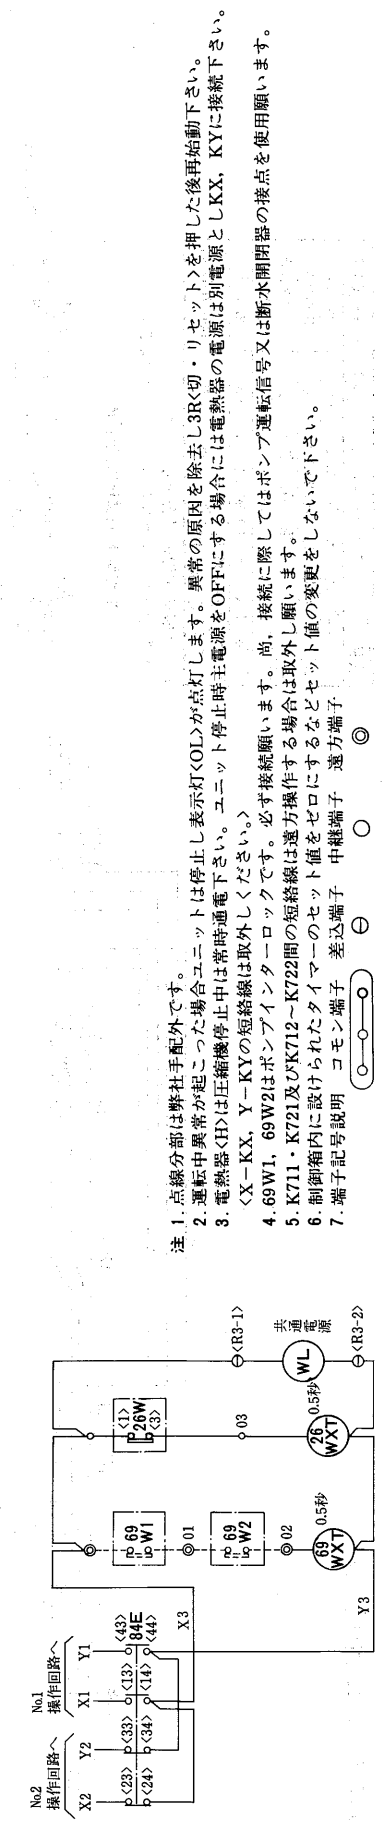 No.2
操作回路へ
No.1
操作回路へ
X2 Y2 X1 Y1
<23> <33> <13> <43>
84E
<24> <34> <14> <44>
X3
Y3
69
W1
01
69
W2
02
69
WXT
0.5秒
<1>
26W
<3>
03
26
WXT
0.5秒
<R3-1>
WL
共通
電源
<R3-2>
注 1.点線分部は弊社手配外です。
2.運転中異常が起こった場合ユニットは停止し表示灯<OL>が点灯します。異常の原因を除去し3R<切・リセット>を押した後再始動下さい。
3.電熱器<H>は圧縮機停止中は常時通電下さい。ユニット停止時主電源をOFFにする場合には電熱器の電源は別電源としKX, KYに接続下さい。
<X-KX, Y-KYの短絡線は取外しください。>
4.69W1, 69W2はポンプインターロックです。必ず接続願います。尚, 接続に際してはポンプ運転信号又は断水開閉器の接点を使用願います。
5.K711・K721及びK712~K722間の短絡線は遠方操作する場合は取外し願います。
6.制御箱内に設けられたタイマーのセット値をゼロにするなどセット値の変更をしないで下さい。
7.端子記号説明 コモン端子 差込端子 中継端子 遠方端子